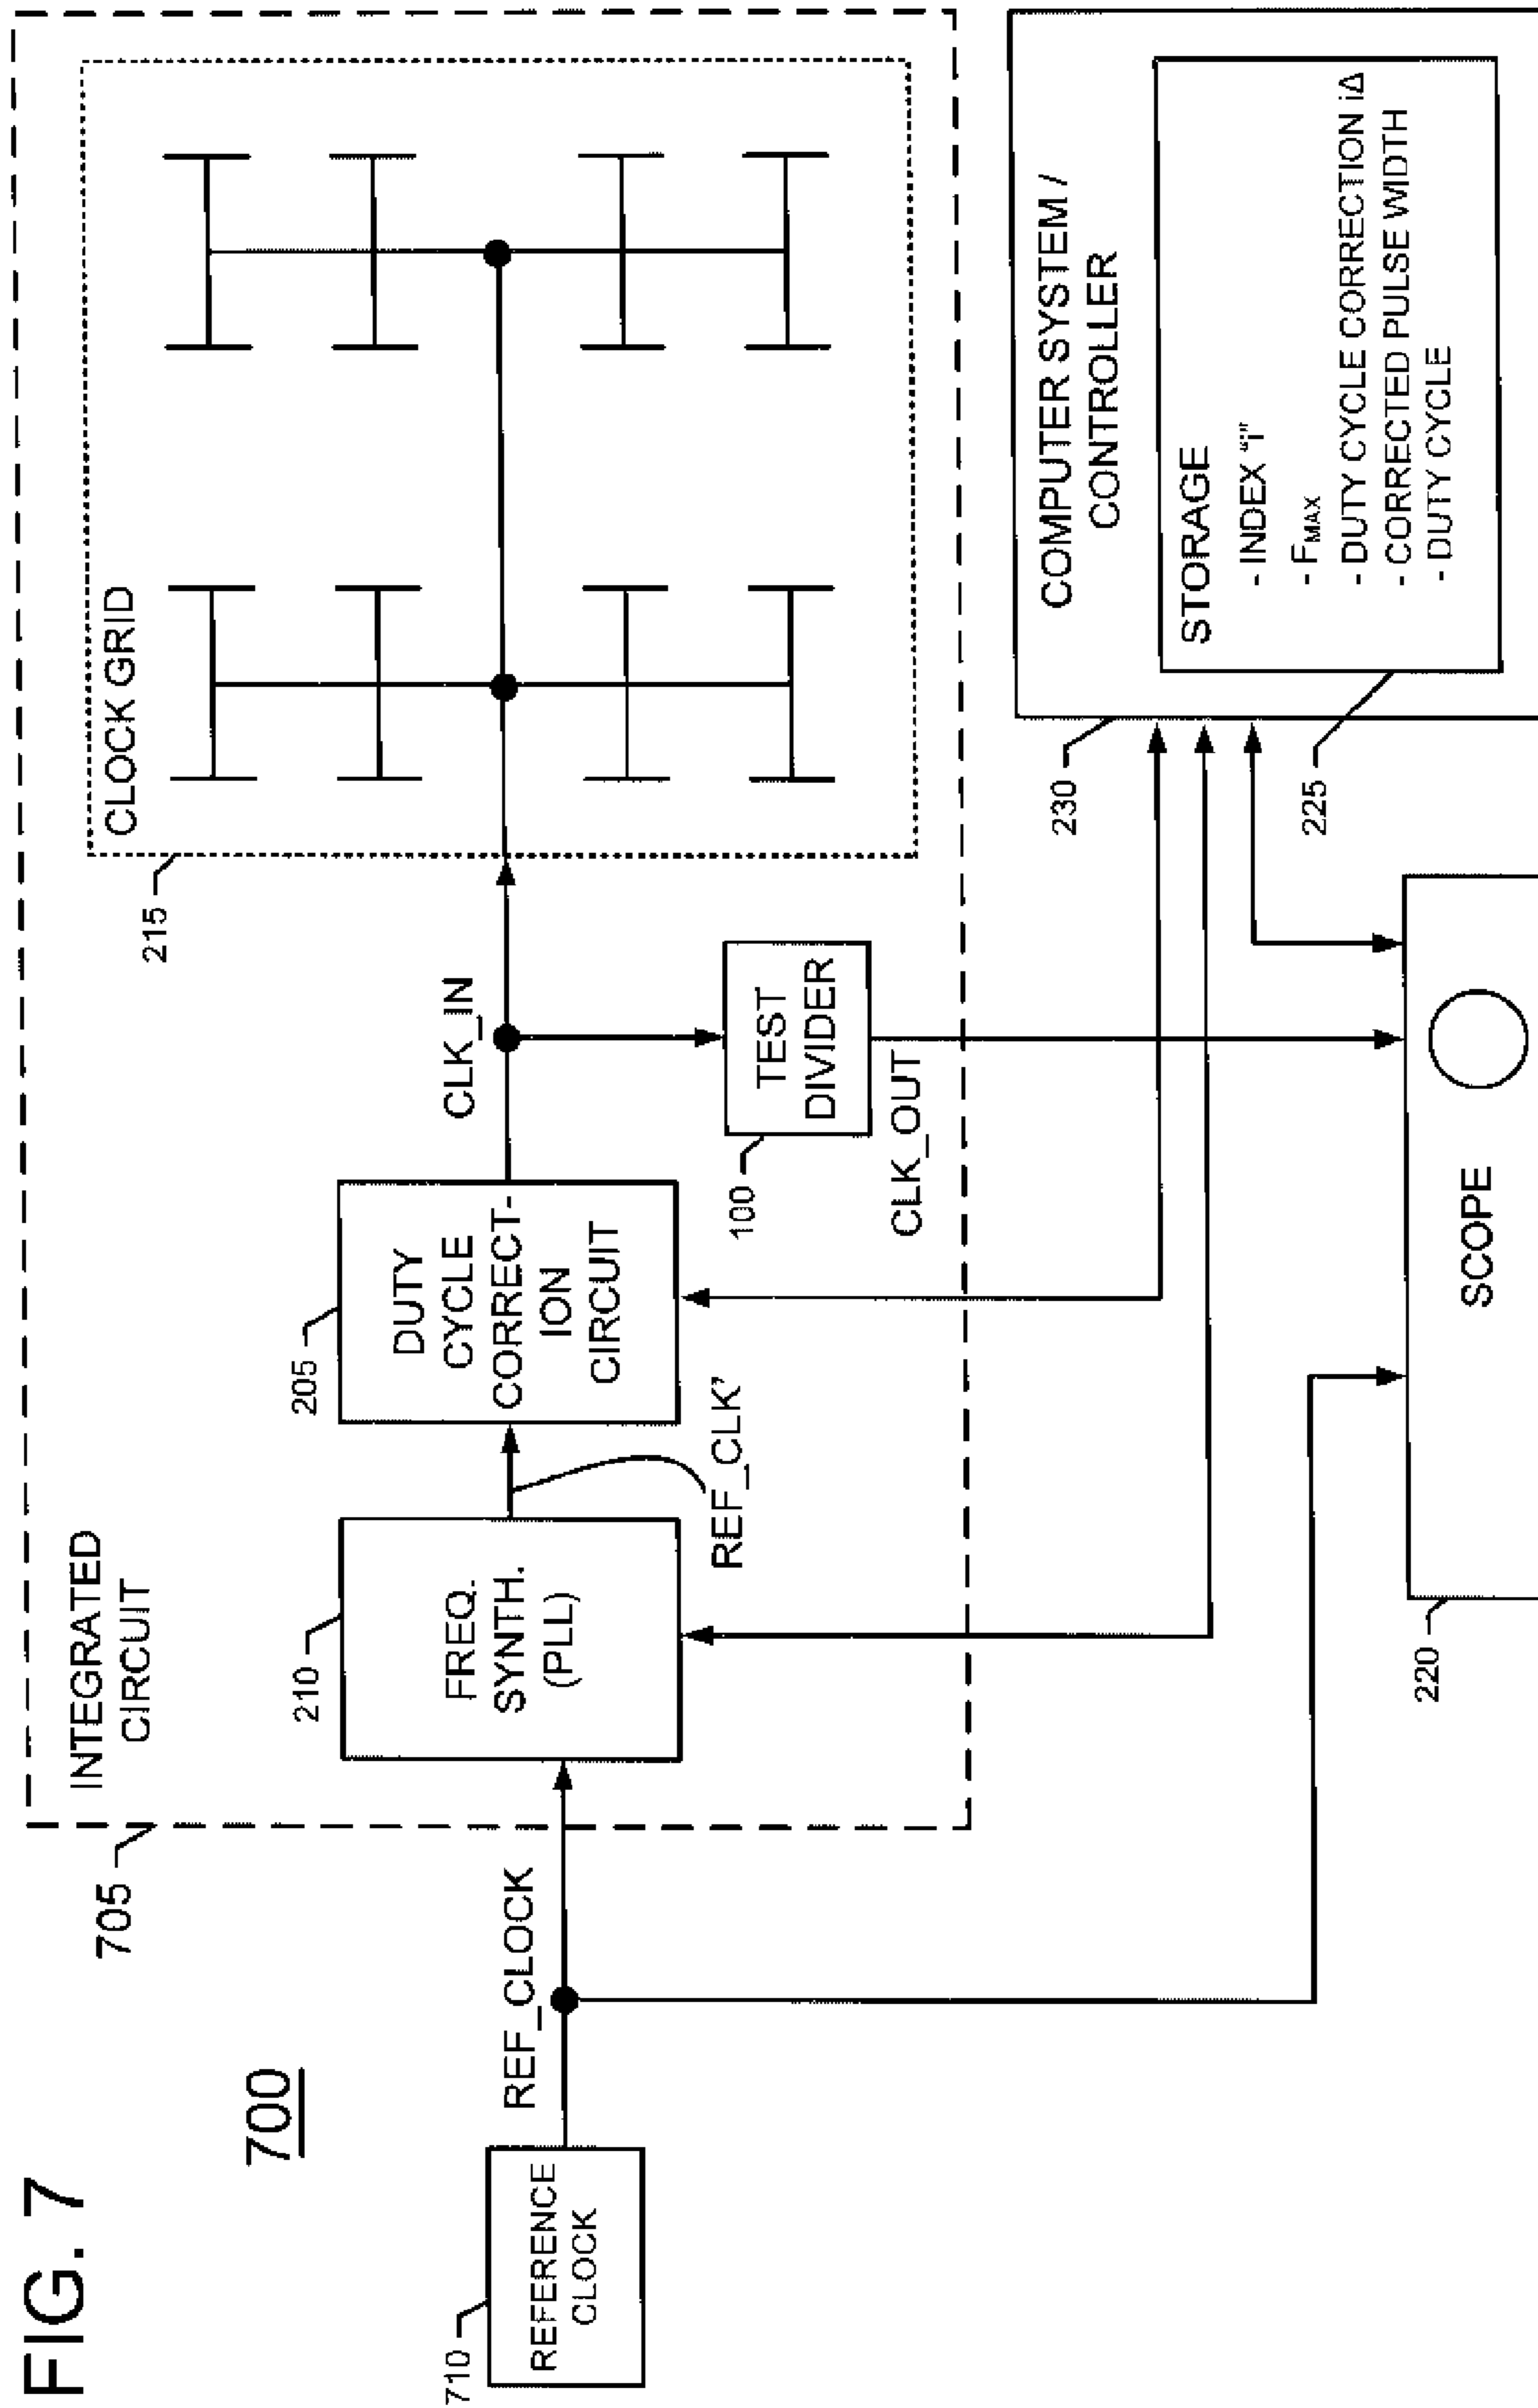 FIG. 7
700
705
INTEGRATED
CIRCUIT
710
REFERENCE
CLOCK
REF_CLOCK
210
FREQ.
SYNTH.
(PLL)
REF_CLK'
205
DUTY
CYCLE
CORRECT-
ION
CIRCUIT
CLK_IN
100
TEST
DIVIDER
CLK_OUT
215
CLOCK GRID
220
SCOPE
230
COMPUTER SYSTEM /
CONTROLLER
225
STORAGE
- INDEX "i"
- FMAX
- DUTY CYCLE CORRECTION iΔ
- CORRECTED PULSE WIDTH
- DUTY CYCLE